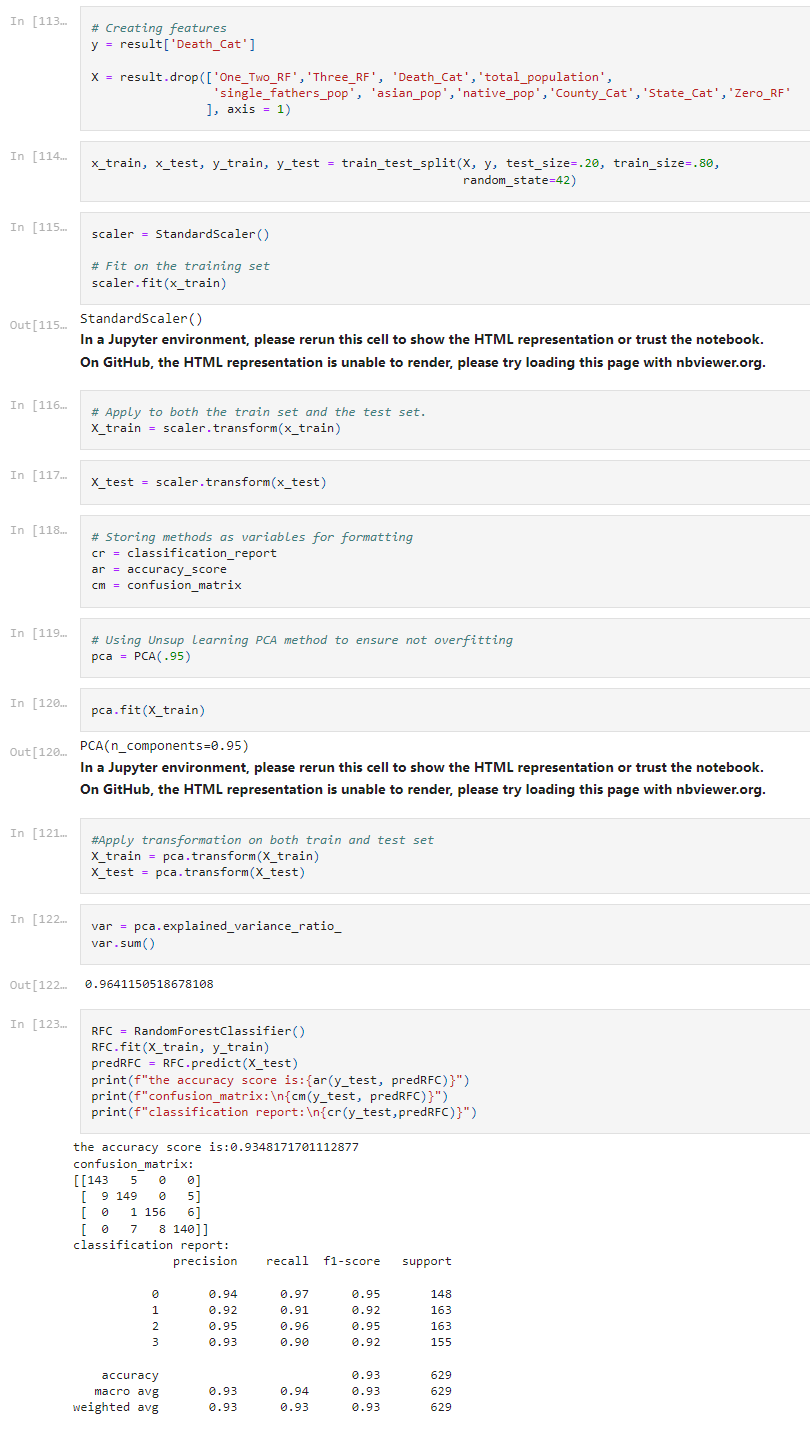 In [113…
# Creating features
y = result['Death_Cat']
X = result.drop(['One_Two_RF','Three_RF', 'Death_Cat','total_population',
'single_fathers_pop', 'asian_pop','native_pop','County_Cat','State_Cat','Zero_RF'
], axis = 1)
In [114…
x_train, x_test, y_train, y_test = train_test_split(X, y, test_size=.20, train_size=.80,
random_state=42)
In [115…
scaler = StandardScaler()
# Fit on the training set
scaler.fit(x_train)
Out[115…
StandardScaler()
In a Jupyter environment, please rerun this cell to show the HTML representation or trust the notebook.
On GitHub, the HTML representation is unable to render, please try loading this page with nbviewer.org.
In [116…
# Apply to both the train set and the test set.
X_train = scaler.transform(x_train)
In [117…
X_test = scaler.transform(x_test)
In [118…
# Storing methods as variables for formatting
cr = classification_report
ar = accuracy_score
cm = confusion_matrix
In [119…
# Using Unsup learning PCA method to ensure not overfitting
pca = PCA(.95)
In [120…
pca.fit(X_train)
Out[120…
PCA(n_components=0.95)
In a Jupyter environment, please rerun this cell to show the HTML representation or trust the notebook.
On GitHub, the HTML representation is unable to render, please try loading this page with nbviewer.org.
In [121…
#Apply transformation on both train and test set
X_train = pca.transform(X_train)
X_test = pca.transform(X_test)
In [122…
var = pca.explained_variance_ratio_
var.sum()
Out[122…
0.9641150518678108
In [123…
RFC = RandomForestClassifier()
RFC.fit(X_train, y_train)
predRFC = RFC.predict(X_test)
print(f"the accuracy score is:{ar(y_test, predRFC)}")
print(f"confusion_matrix:\n{cm(y_test, predRFC)}")
print(f"classification report:\n{cr(y_test,predRFC)}")
the accuracy score is:0.9348171701112877
confusion_matrix:
[[143   5   0   0]
 [  9 149   0   5]
 [  0   1 156   6]
 [  0   7   8 140]]
classification report:
precision    recall  f1-score   support
0       0.94      0.97      0.95       148
1       0.92      0.91      0.92       163
2       0.95      0.96      0.95       163
3       0.93      0.90      0.92       155
accuracy                           0.93       629
macro avg       0.93      0.94      0.93       629
weighted avg       0.93      0.93      0.93       629